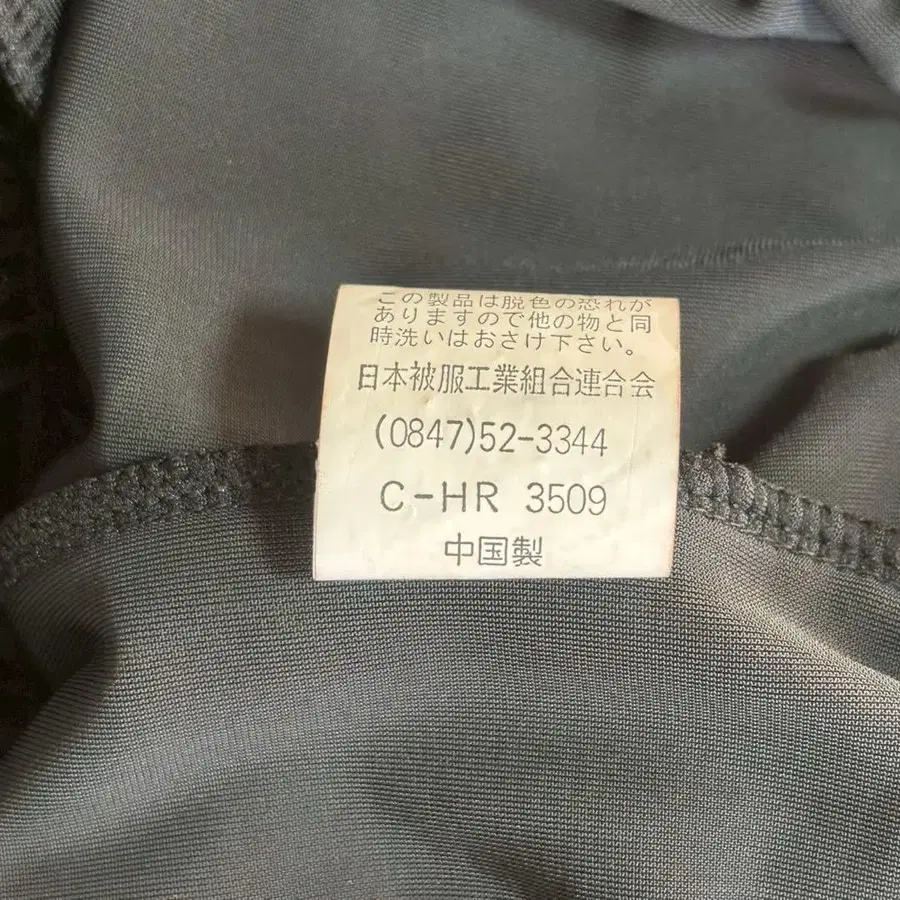 この製品は脱色の恐れが
ありますので他の物と同
時洗いはおさけ下さい。
日本被服工業組合連合会
(0847)52-3344
C-HR 3509
中国製